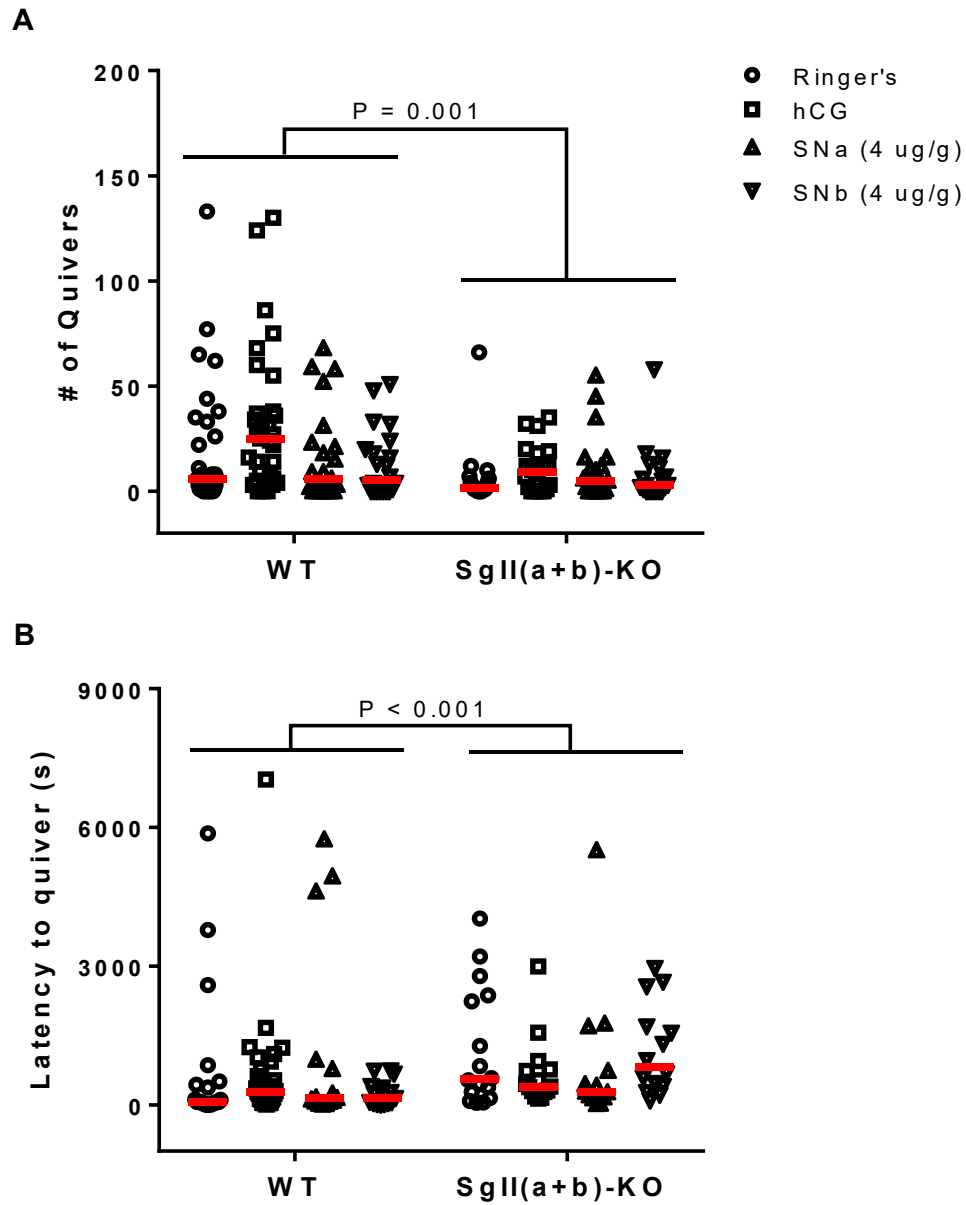 A
# of Quivers
200
150
100
50
0
P = 0.001
WT
SgII(a+b)-KO
Ringer's
hCG
SNa (4 ug/g)
SNb (4 ug/g)
B
Latency to quiver (s)
9000
6000
3000
0
P < 0.001
WT
SgII(a+b)-KO